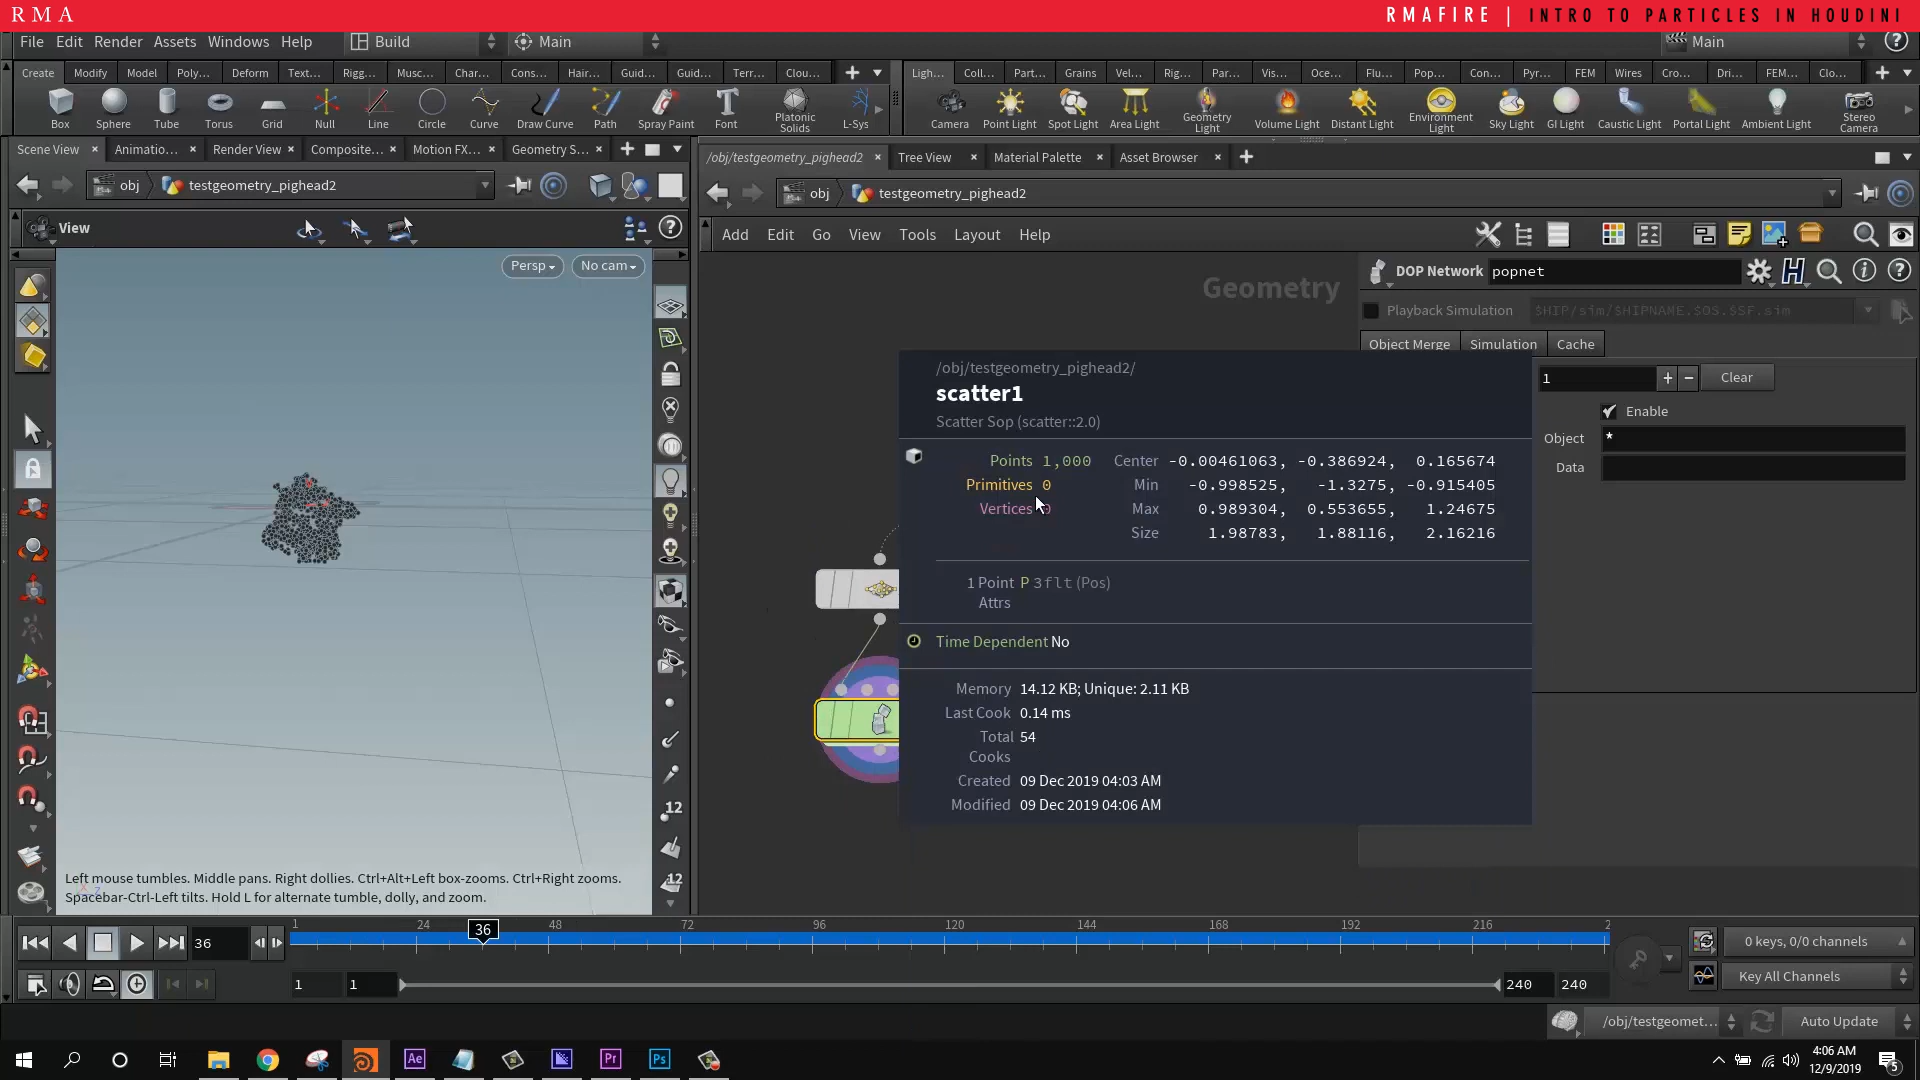 RMA
RMAFIRE | INTRO TO PARTICLES IN HOUDINI
File Edit Render Assets Windows Help Build Main Main
Create Modify Model Poly... Deform Text... Rigg... Musc... Char... Cons... Hair... Guid... Guid... Terr... Clou...
Ligh... Coll... Part... Grains Vel... Rig... Par... Vis... Oce... Flu... Pop... Con... Pyr... FEM Wires Cro... Dri... FEM... Clo...
Box Sphere Tube Torus Grid Null Line Circle Curve Draw Curve Path Spray Paint Font Platonic Solids L-Sys
Camera Point Light Spot Light Area Light Geometry Light Volume Light Distant Light Environment Light Sky Light GI Light Caustic Light Portal Light Ambient Light Stereo Camera
Scene View Animatio... Render View Composite... Motion FX... Geometry S...
/obj/testgeometry_pighead2 Tree View Material Palette Asset Browser
obj testgeometry_pighead2
obj testgeometry_pighead2
View
Add Edit Go View Tools Layout Help
Persp No cam
Geometry
DOP Network popnet
Playback Simulation $HIP/sim/$HIPNAME.$OS.$SF.sim
Object Merge Simulation Cache
1 Clear
Enable
Object *
Data
/obj/testgeometry_pighead2/
scatter1
Scatter Sop (scatter::2.0)
Points 1,000 Center -0.00461063, -0.386924, 0.165674
Primitives 0 Min -0.998525, -1.3275, -0.915405
Vertices 0 Max 0.989304, 0.553655, 1.24675
Size 1.98783, 1.88116, 2.16216
1 Point P 3flt (Pos)
Attrs
Time Dependent No
Memory 14.12 KB; Unique: 2.11 KB
Last Cook 0.14 ms
Total 54
Cooks
Created 09 Dec 2019 04:03 AM
Modified 09 Dec 2019 04:06 AM
12
12
Left mouse tumbles. Middle pans. Right dollies. Ctrl+Alt+Left box-zooms. Ctrl+Right zooms.
Spacebar-Ctrl-Left tilts. Hold L for alternate tumble, dolly, and zoom.
1 24 36 48 72 96 120 144 168 192 216 2
36
0 keys, 0/0 channels
1 1 240 240
Key All Channels
/obj/testgeomet... Auto Update
Ae Pr Ps
4:06 AM
12/9/2019
5